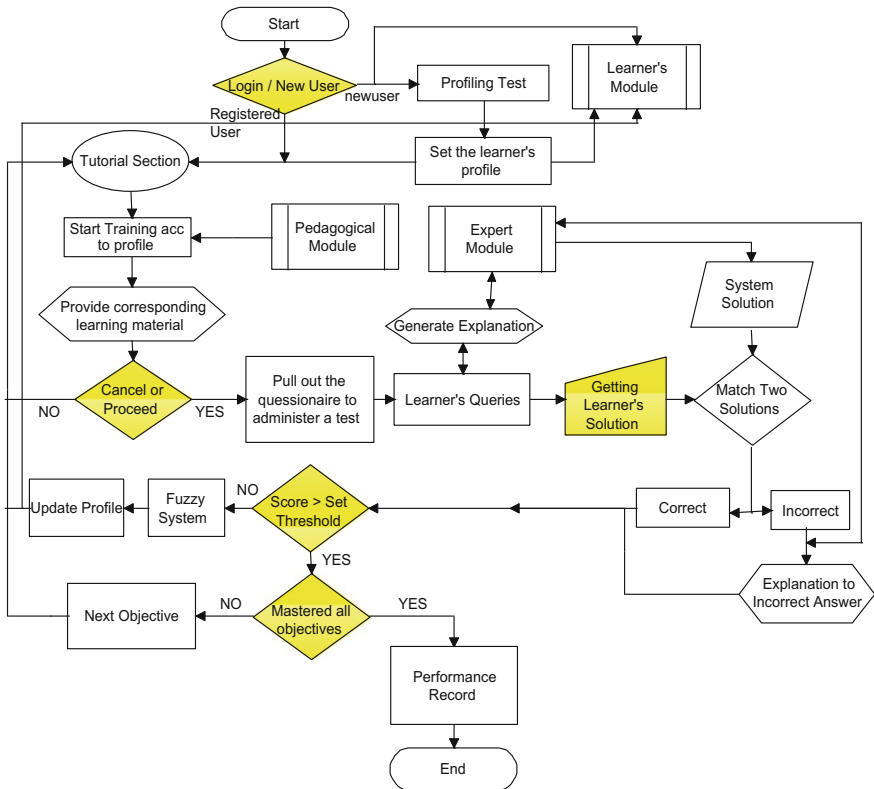 Start
Login / New User
newuser
Registered
User
Profiling Test
Learner's
Module
Set the learner's
profile
Tutorial Section
Start Training acc
to profile
Pedagogical
Module
Expert
Module
System
Solution
Provide corresponding
learning material
Generate Explanation
Cancel or
Proceed
NO
YES
Pull out the
quessionaire to
administer a test
Learner's Queries
Getting
Learner's
Solution
Match Two
Solutions
Update Profile
Fuzzy
System
NO
Score > Set
Threshold
YES
Correct
Incorrect
Explanation to
Incorrect Answer
Next Objective
NO
Mastered all
objectives
YES
Performance
Record
End